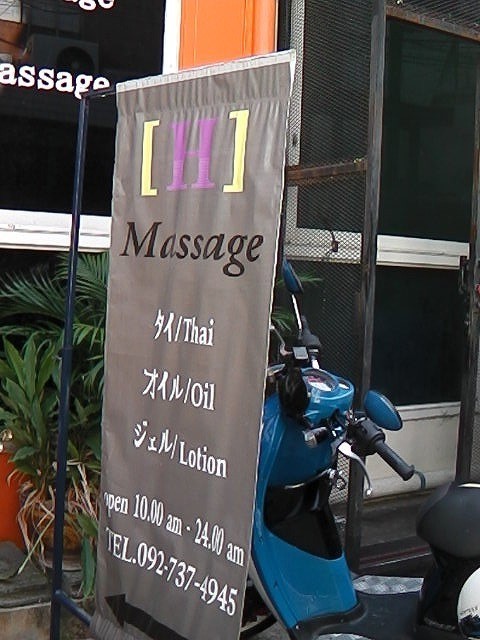 assage
[H]
Massage
タイ/Thai
オイル/Oil
ジェル/Lotion
open 10.00 am - 24.00 am
TEL.092-737-4945